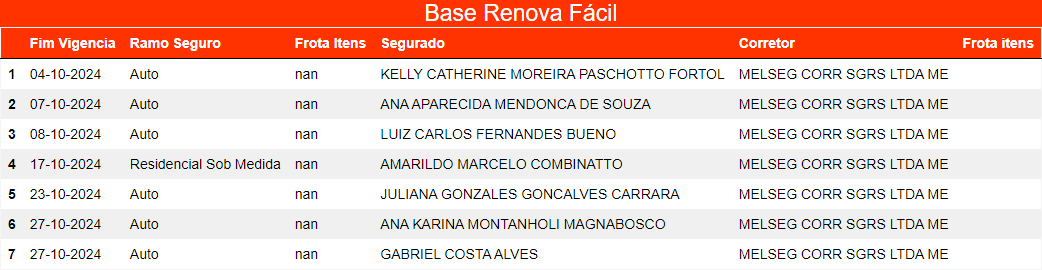 Base Renova Fácil
Fim Vigencia Ramo Seguro Frota Itens Segurado Corretor Frota itens
1 04-10-2024 Auto nan KELLY CATHERINE MOREIRA PASCHOTTO FORTOL MELSEG CORR SGRS LTDA ME
2 07-10-2024 Auto nan ANA APARECIDA MENDONCA DE SOUZA MELSEG CORR SGRS LTDA ME
3 08-10-2024 Auto nan LUIZ CARLOS FERNANDES BUENO MELSEG CORR SGRS LTDA ME
4 17-10-2024 Residencial Sob Medida nan AMARILDO MARCELO COMBINATTO MELSEG CORR SGRS LTDA ME
5 23-10-2024 Auto nan JULIANA GONZALES GONCALVES CARRARA MELSEG CORR SGRS LTDA ME
6 27-10-2024 Auto nan ANA KARINA MONTANHOLI MAGNABOSCO MELSEG CORR SGRS LTDA ME
7 27-10-2024 Auto nan GABRIEL COSTA ALVES MELSEG CORR SGRS LTDA ME